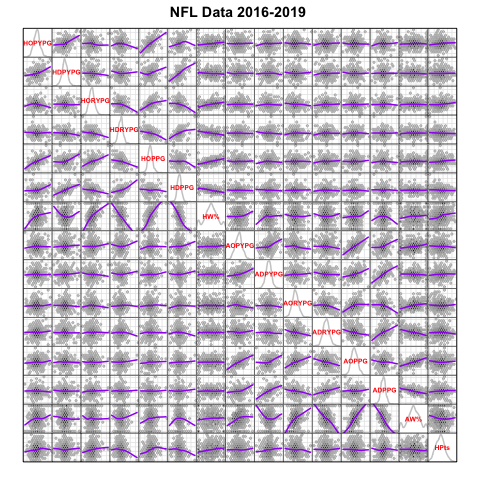 NFL Data 2016-2019
HOPYPG
HDPYPG
HORYPG
HDRYPG
HOPPG
HDPPG
HW%
AOPYPG
ADPYPG
AORYPG
ADRYPG
AOPPG
ADPPG
AW%
HPts